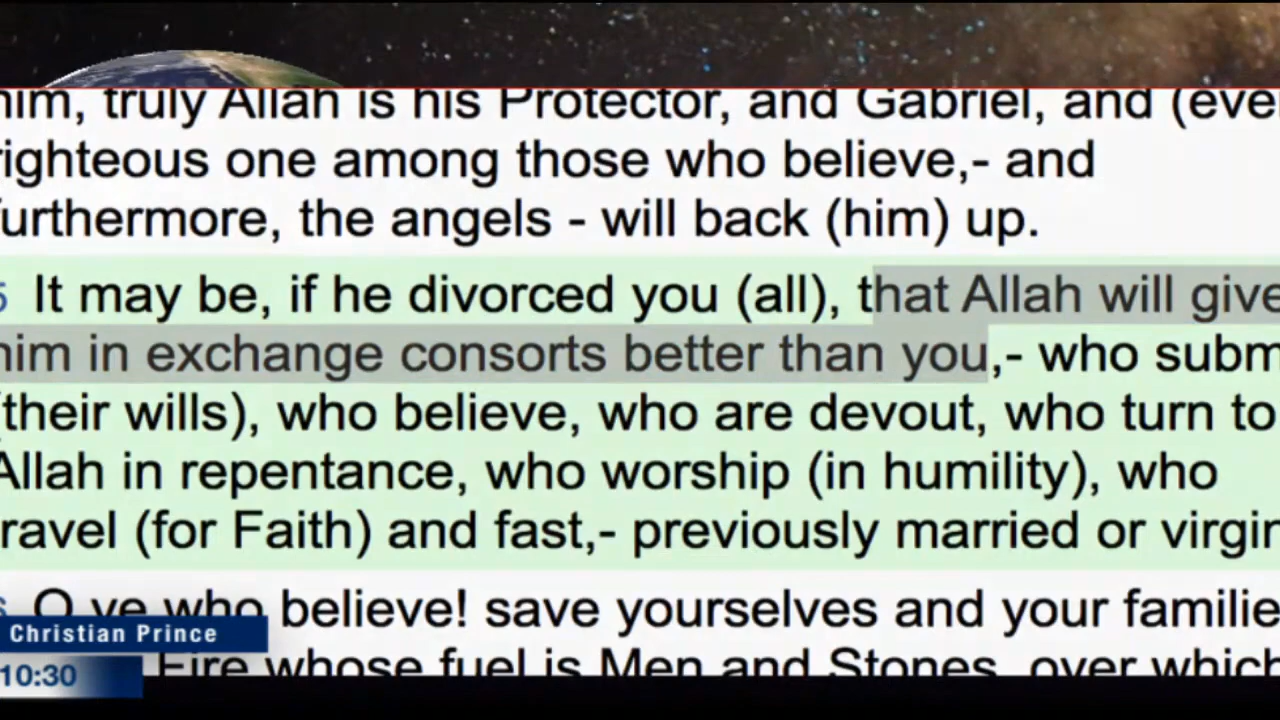 him, truly Allah is his Protector, and Gabriel, and (ever
righteous one among those who believe,- and
furthermore, the angels - will back (him) up.
5 It may be, if he divorced you (all), that Allah will give
him in exchange consorts better than you,- who subm
(their wills), who believe, who are devout, who turn to
Allah in repentance, who worship (in humility), who
travel (for Faith) and fast,- previously married or virgin
6 O ye who believe! save yourselves and your familie
Christian Prince
Fire whose fuel is Men and Stones, over which
10:30